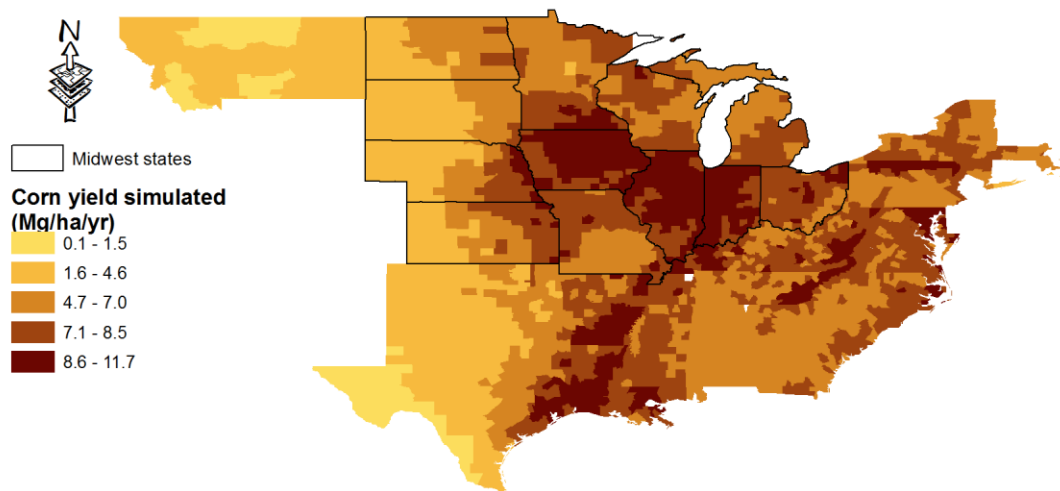 N
Midwest states
Corn yield simulated
(Mg/ha/yr)
0.1 - 1.5
1.6 - 4.6
4.7 - 7.0
7.1 - 8.5
8.6 - 11.7